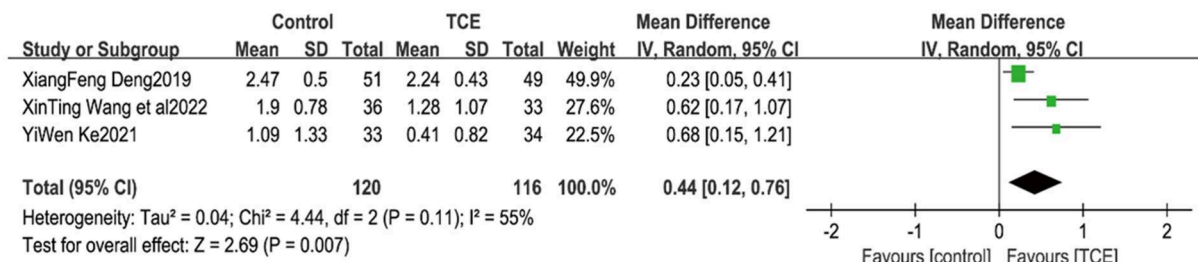 Control TCE Mean Difference Mean Difference
Study or Subgroup Mean SD Total Mean SD Total Weight IV, Random, 95% CI IV, Random, 95% CI
XiangFeng Deng2019 2.47 0.5 51 2.24 0.43 49 49.9% 0.23 [0.05, 0.41]
XinTing Wang et al2022 1.9 0.78 36 1.28 1.07 33 27.6% 0.62 [0.17, 1.07]
YiWen Ke2021 1.09 1.33 33 0.41 0.82 34 22.5% 0.68 [0.15, 1.21]
Total (95% CI) 120 116 100.0% 0.44 [0.12, 0.76]
Heterogeneity: Tau² = 0.04; Chi² = 4.44, df = 2 (P = 0.11); I² = 55%
Test for overall effect: Z = 2.69 (P = 0.007)
-2 -1 0 1 2
Favours [control] Favours [TCE]